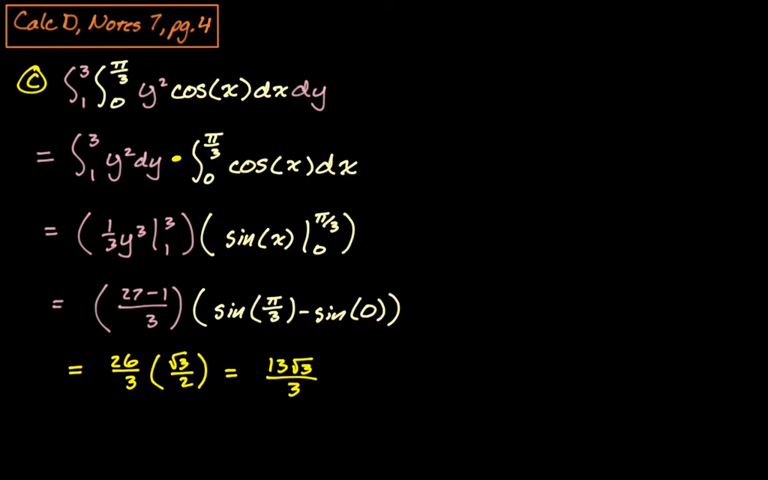 Calc D, Notes 7, pg. 4
Ⓒ ∫₁³ ∫₀^(π/3) y² cos(x) dx dy
= ∫₁³ y² dy · ∫₀^(π/3) cos(x) dx
= (1/3 y³ |₁³) (sin(x) |₀^(π/3))
= ((27-1)/3) (sin(π/3) - sin(0))
= 26/3 (√3/2) = 13√3/3